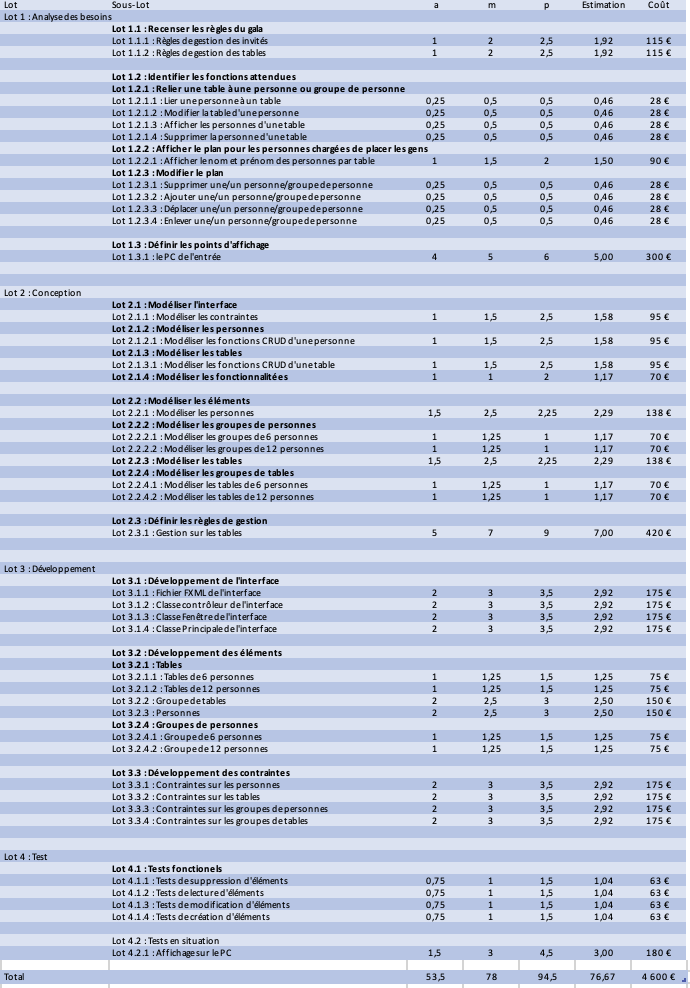 Lot Sous-Lot a m p Estimation Coût
Lot 1 : Analyse des besoins
Lot 1.1 : Recenser les règles du gala
Lot 1.1.1 : Règles de gestion des invités 1 2 2,5 1,92 115 €
Lot 1.1.2 : Règles de gestion des tables 1 2 2,5 1,92 115 €
Lot 1.2 : Identifier les fonctions attendues
Lot 1.2.1 : Relier une table à une personne ou groupe de personne
Lot 1.2.1.1 : Lier une personne à un table 0,25 0,5 0,5 0,46 28 €
Lot 1.2.1.2 : Modifier la table d'une personne 0,25 0,5 0,5 0,46 28 €
Lot 1.2.1.3 : Afficher les personnes d'une table 0,25 0,5 0,5 0,46 28 €
Lot 1.2.1.4 : Supprimer la personne d'une table 0,25 0,5 0,5 0,46 28 €
Lot 1.2.2 : Afficher le plan pour les personnes chargées de placer les gens
Lot 1.2.2.1 : Afficher le nom et prénom des personnes par table 1 1,5 2 1,50 90 €
Lot 1.2.3 : Modifier le plan
Lot 1.2.3.1 : Supprimer une/un personne/groupe de personne 0,25 0,5 0,5 0,46 28 €
Lot 1.2.3.2 : Ajouter une/un personne/groupe de personne 0,25 0,5 0,5 0,46 28 €
Lot 1.2.3.3 : Déplacer une/un personne/groupe de personne 0,25 0,5 0,5 0,46 28 €
Lot 1.2.3.4 : Enlever une/un personne/groupe de personne 0,25 0,5 0,5 0,46 28 €
Lot 1.3 : Définir les points d'affichage
Lot 1.3.1 : le PC de l'entrée 4 5 6 5,00 300 €
Lot 2 : Conception
Lot 2.1 : Modéliser l'interface
Lot 2.1.1 : Modéliser les contraintes 1 1,5 2,5 1,58 95 €
Lot 2.1.2 : Modéliser les personnes
Lot 2.1.2.1 : Modéliser les fonctions CRUD d'une personne 1 1,5 2,5 1,58 95 €
Lot 2.1.3 : Modéliser les tables
Lot 2.1.3.1 : Modéliser les fonctions CRUD d'une table 1 1,5 2,5 1,58 95 €
Lot 2.1.4 : Modéliser les fonctionnalitées 1 1 2 1,17 70 €
Lot 2.2 : Modéliser les éléments
Lot 2.2.1 : Modéliser les personnes 1,5 2,5 2,25 2,29 138 €
Lot 2.2.2 : Modéliser les groupes de personnes
Lot 2.2.2.1 : Modéliser les groupes de 6 personnes 1 1,25 1 1,17 70 €
Lot 2.2.2.2 : Modéliser les groupes de 12 personnes 1 1,25 1 1,17 70 €
Lot 2.2.3 : Modéliser les tables 1,5 2,5 2,25 2,29 138 €
Lot 2.2.4 : Modéliser les groupes de tables
Lot 2.2.4.1 : Modéliser les tables de 6 personnes 1 1,25 1 1,17 70 €
Lot 2.2.4.2 : Modéliser les tables de 12 personnes 1 1,25 1 1,17 70 €
Lot 2.3 : Définir les règles de gestion
Lot 2.3.1 : Gestion sur les tables 5 7 9 7,00 420 €
Lot 3 : Développement
Lot 3.1 : Développement de l'interface
Lot 3.1.1 : Fichier FXML de l'interface 2 3 3,5 2,92 175 €
Lot 3.1.2 : Classe contrôleur de l'interface 2 3 3,5 2,92 175 €
Lot 3.1.3 : Classe Fenêtre de l'interface 2 3 3,5 2,92 175 €
Lot 3.1.4 : Classe Principale de l'interface 2 3 3,5 2,92 175 €
Lot 3.2 : Développement des éléments
Lot 3.2.1 : Tables
Lot 3.2.1.1 : Tables de 6 personnes 1 1,25 1,5 1,25 75 €
Lot 3.2.1.2 : Tables de 12 personnes 1 1,25 1,5 1,25 75 €
Lot 3.2.2 : Groupe de tables 2 2,5 3 2,50 150 €
Lot 3.2.3 : Personnes 2 2,5 3 2,50 150 €
Lot 3.2.4 : Groupes de personnes
Lot 3.2.4.1 : Groupe de 6 personnes 1 1,25 1,5 1,25 75 €
Lot 3.2.4.2 : Groupe de 12 personnes 1 1,25 1,5 1,25 75 €
Lot 3.3 : Développement des contraintes
Lot 3.3.1 : Contraintes sur les personnes 2 3 3,5 2,92 175 €
Lot 3.3.2 : Contraintes sur les tables 2 3 3,5 2,92 175 €
Lot 3.3.3 : Contraintes sur les groupes de personnes 2 3 3,5 2,92 175 €
Lot 3.3.4 : Contraintes sur les groupes de tables 2 3 3,5 2,92 175 €
Lot 4 : Test
Lot 4.1 : Tests fonctionels
Lot 4.1.1 : Tests de suppression d'éléments 0,75 1 1,5 1,04 63 €
Lot 4.1.2 : Tests de lecture d'éléments 0,75 1 1,5 1,04 63 €
Lot 4.1.3 : Tests de modification d'éléments 0,75 1 1,5 1,04 63 €
Lot 4.1.4 : Tests de création d'éléments 0,75 1 1,5 1,04 63 €
Lot 4.2 : Tests en situation
Lot 4.2.1 : Affichage sur le PC 1,5 3 4,5 3,00 180 €
Total 53,5 78 94,5 76,67 4 600 €